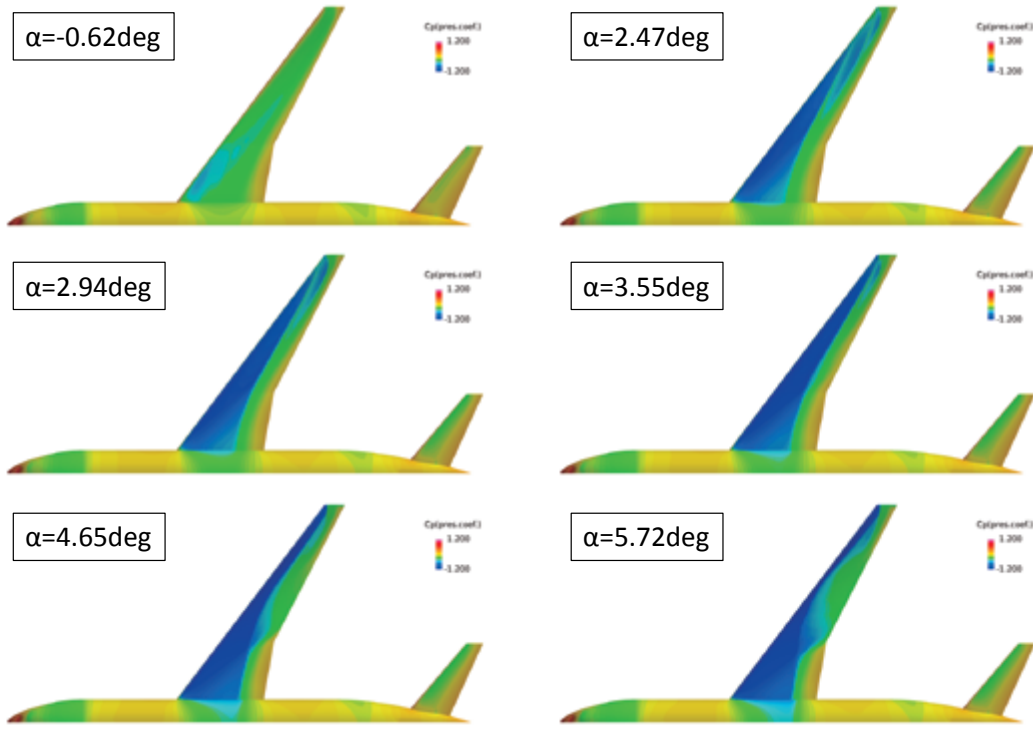 α=-0.62deg
Cp(pres.coef.)
1.200
-1.200
α=2.47deg
Cp(pres.coef.)
1.200
-1.200
α=2.94deg
Cp(pres.coef.)
1.200
-1.200
α=3.55deg
Cp(pres.coef.)
1.200
-1.200
α=4.65deg
Cp(pres.coef.)
1.200
-1.200
α=5.72deg
Cp(pres.coef.)
1.200
-1.200